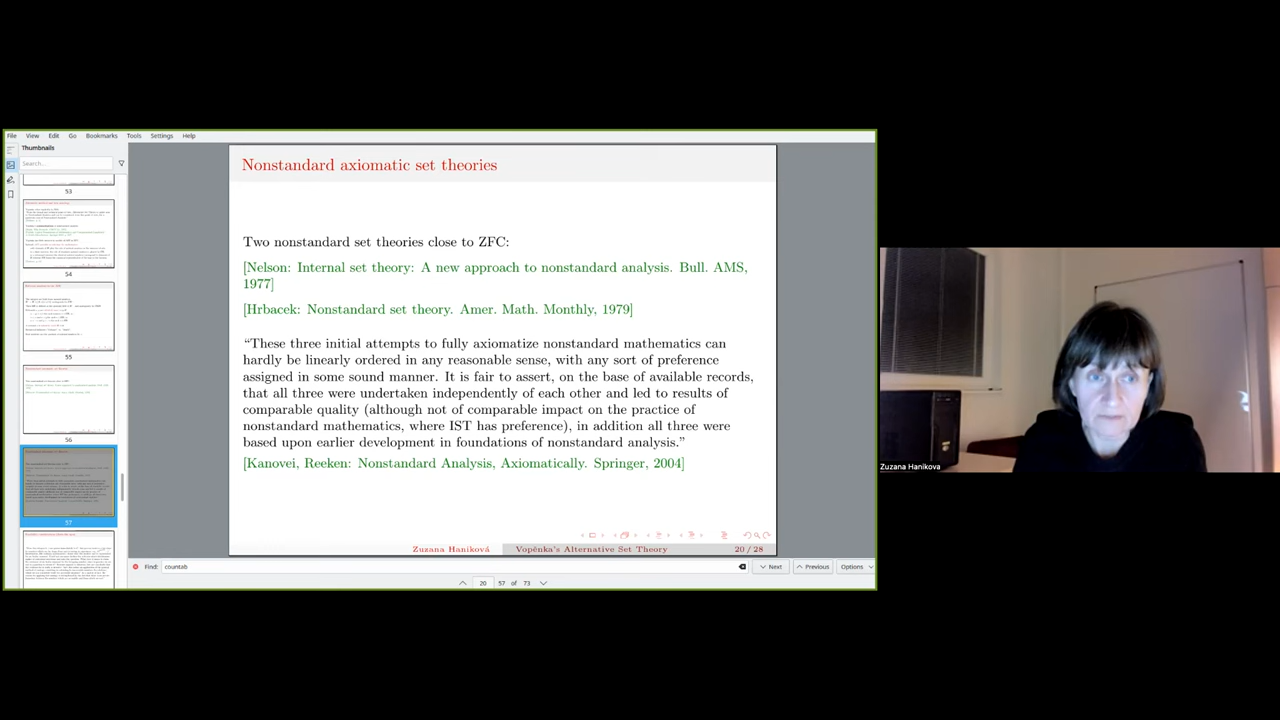 File View Edit Go Bookmarks Tools Settings Help
Thumbnails
Search...
53
54
55
56
57
Nonstandard axiomatic set theories
Two nonstandard set theories close to ZFC:
[Nelson: Internal set theory: A new approach to nonstandard analysis. Bull. AMS,
1977]
[Hrbacek: Nonstandard set theory. Amer. Math. Monthly, 1979]
“These three initial attempts to fully axiomatize nonstandard mathematics can
hardly be linearly ordered in any reasonable sense, with any sort of preference
assigned in some sound manner. It is fair to assert, on the base of available records,
that all three were undertaken independently of each other and led to results of
comparable quality (although not of comparable impact on the practice of
nonstandard mathematics, where IST has preference), in addition all three were
based upon earlier development in foundations of nonstandard analysis.”
[Kanovei, Reeken: Nonstandard Analysis, Axiomatically. Springer, 2004]
Zuzana Haniková Vopěnka's Alternative Set Theory 20 / 28
Find: countab Next Previous Options
20 57 of 73
Zuzana Hanikova